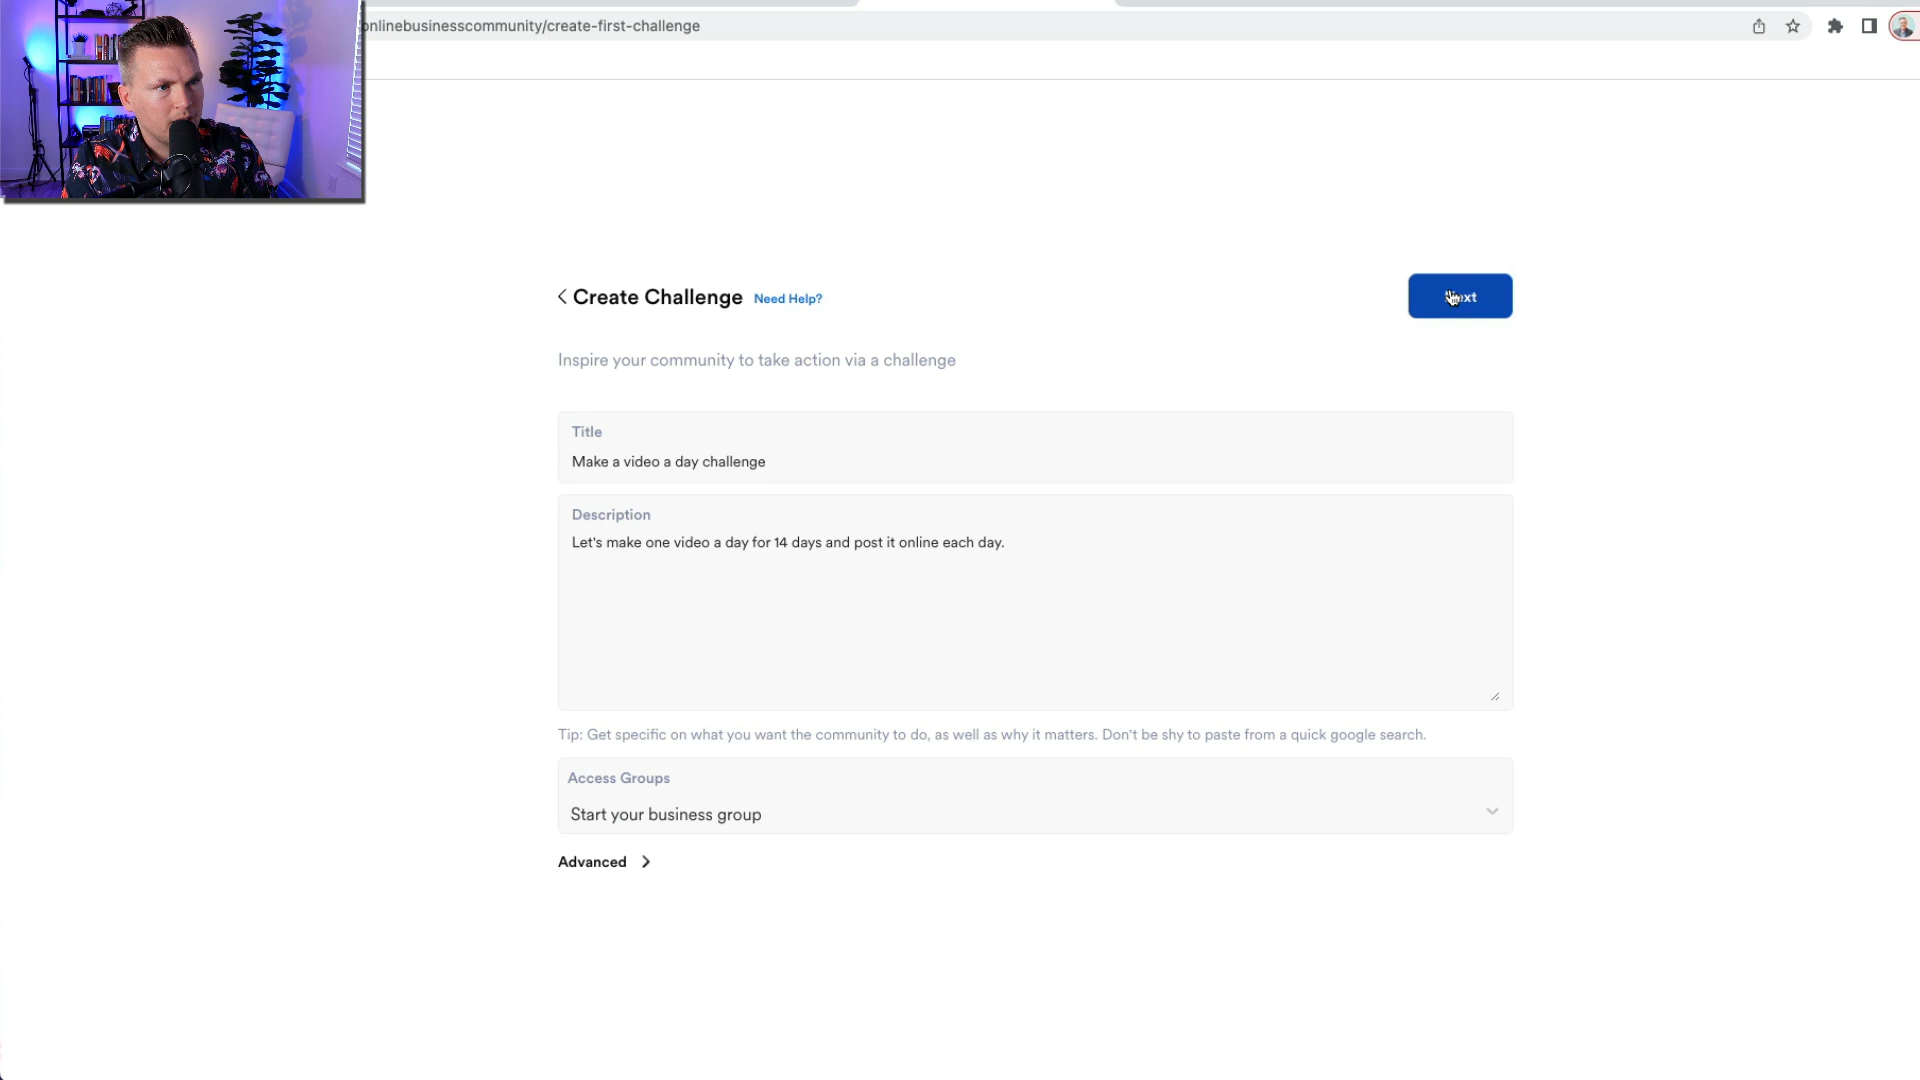 onlinebusinesscommunity/create-first-challenge
Create Challenge Need Help?
Inspire your community to take action via a challenge
Title
Make a video a day challenge
Description
Let's make one video a day for 14 days and post it online each day.
Tip: Get specific on what you want the community to do, as well as why it matters. Don't be shy to paste from a quick google search.
Access Groups
Start your business group
Advanced